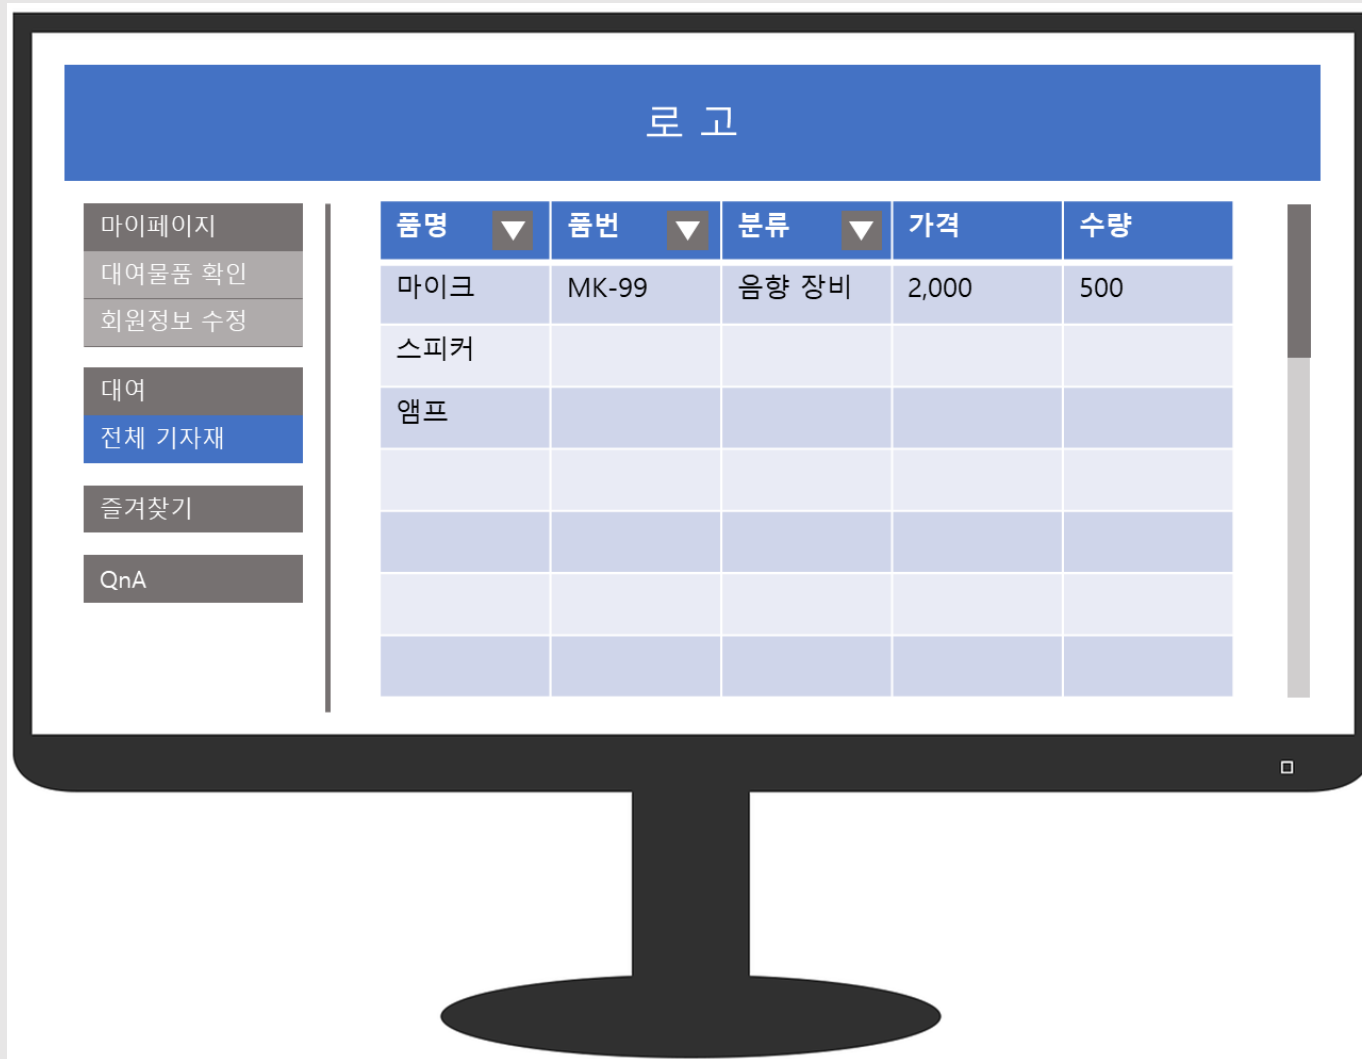 로 고
마이페이지
대여물품 확인
회원정보 수정
대여
전체 기자재
즐겨찾기
QnA
품명 ▼ 품번 ▼ 분류 ▼ 가격 수량
마이크 MK-99 음향 장비 2,000 500
스피커
앰프